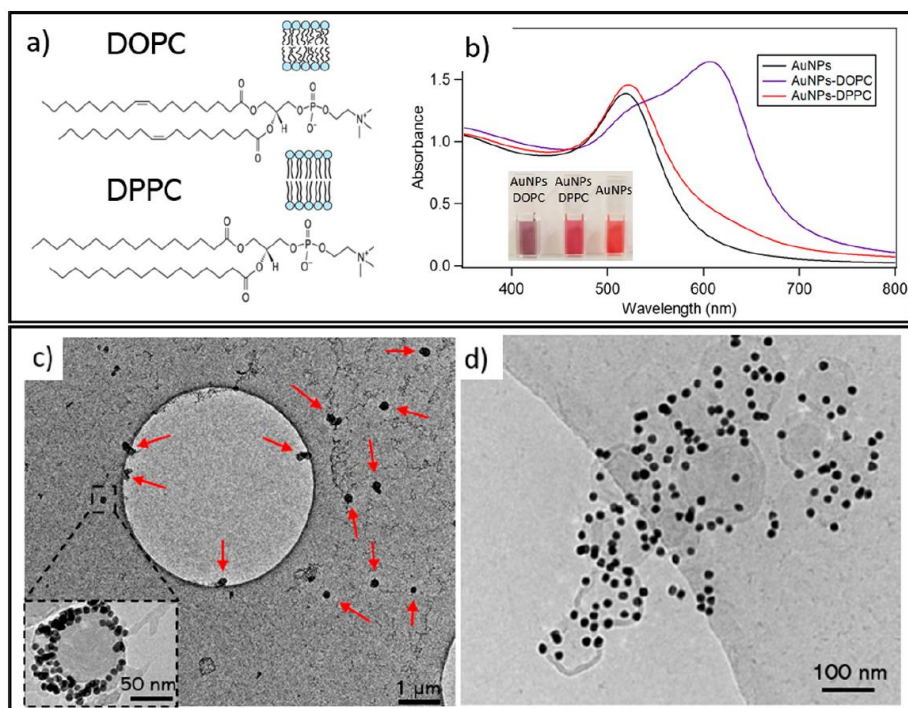 a)
DOPC
O
O
O
O
H
O
P
O
O⁻
N⁺
DPPC
O
O
O
O
H
O
P
O
O⁻
N⁺
b)
AuNPs
AuNPs-DOPC
AuNPs-DPPC
Absorbance
1.5
1.0
0.5
0.0
AuNPs
DOPC
AuNPs
DPPC
AuNPs
400
500
600
700
800
Wavelength (nm)
c)
50 nm
1 µm
d)
100 nm